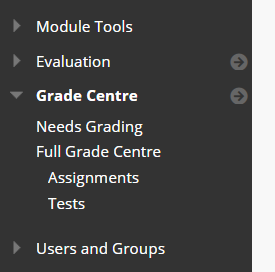 Module Tools
Evaluation
Grade Centre
Needs Grading
Full Grade Centre
Assignments
Tests
Users and Groups